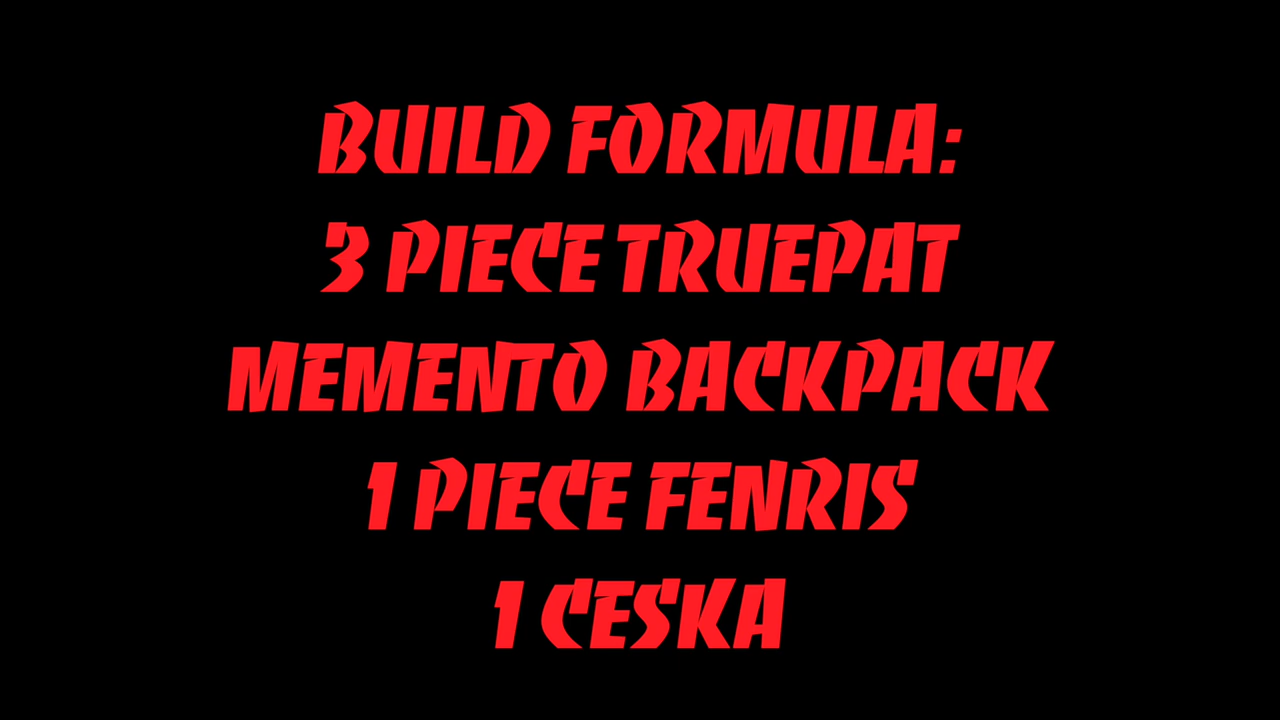 BUILD FORMULA:
3 PIECE TRUEPAT
MEMENTO BACKPACK
1 PIECE FENRIS
1 CESKA